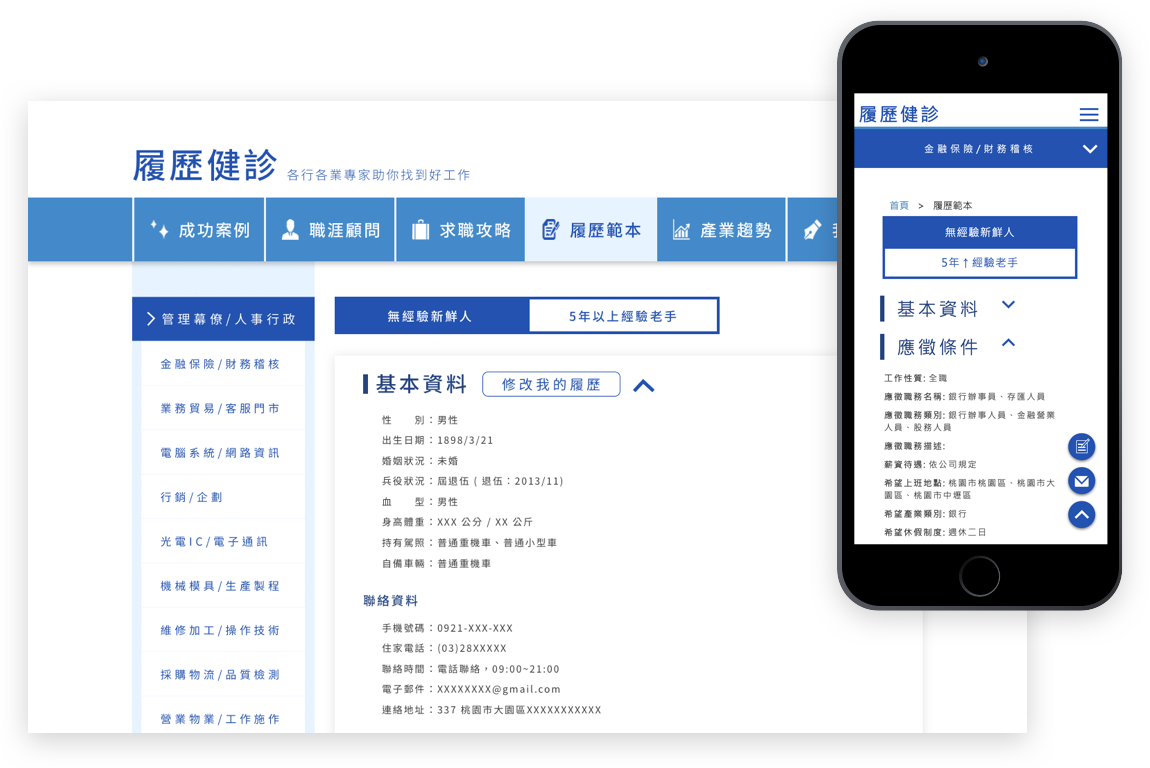 履歷健診 各行各業專家助你找到好工作
成功案例 職涯顧問 求職攻略 履歷範本 產業趨勢
管理幕僚/人事行政
金融保險/財務稽核
業務貿易/客服門市
電腦系統/網路資訊
行銷/企劃
光電IC/電子通訊
機械模具/生產製程
維修加工/操作技術
採購物流/品質檢測
營業物業/工作施作
無經驗新鮮人 5年以上經驗老手
基本資料 修改我的履歷
性 別：男性
出生日期：1898/3/21
婚姻狀況：未婚
兵役狀況：屆退伍 ( 退伍：2013/11)
血 型：男性
身高體重：XXX 公分 / XX 公斤
持有駕照：普通重機車、普通小型車
自備車輛：普通重機車
聯絡資料
手機號碼：0921-XXX-XXX
住家電話：(03)28XXXXX
聯絡時間：電話聯絡，09:00~21:00
電子郵件：XXXXXXXX@gmail.com
連絡地址：337 桃園市大園區XXXXXXXXXXX
履歷健診
金融保險/財務稽核
首頁 > 履歷範本
無經驗新鮮人
5年↑經驗老手
基本資料
應徵條件
工作性質: 全職
應徵職務名稱: 銀行辦事員、存匯人員
應徵職務類別: 銀行辦事人員、金融營業
人員、股務人員
應徵職務描述:
薪資待遇: 依公司規定
希望上班地點: 桃園市桃園區、桃園市大
園區、桃園市中壢區
希望產業類別: 銀行
希望休假制度: 週休二日